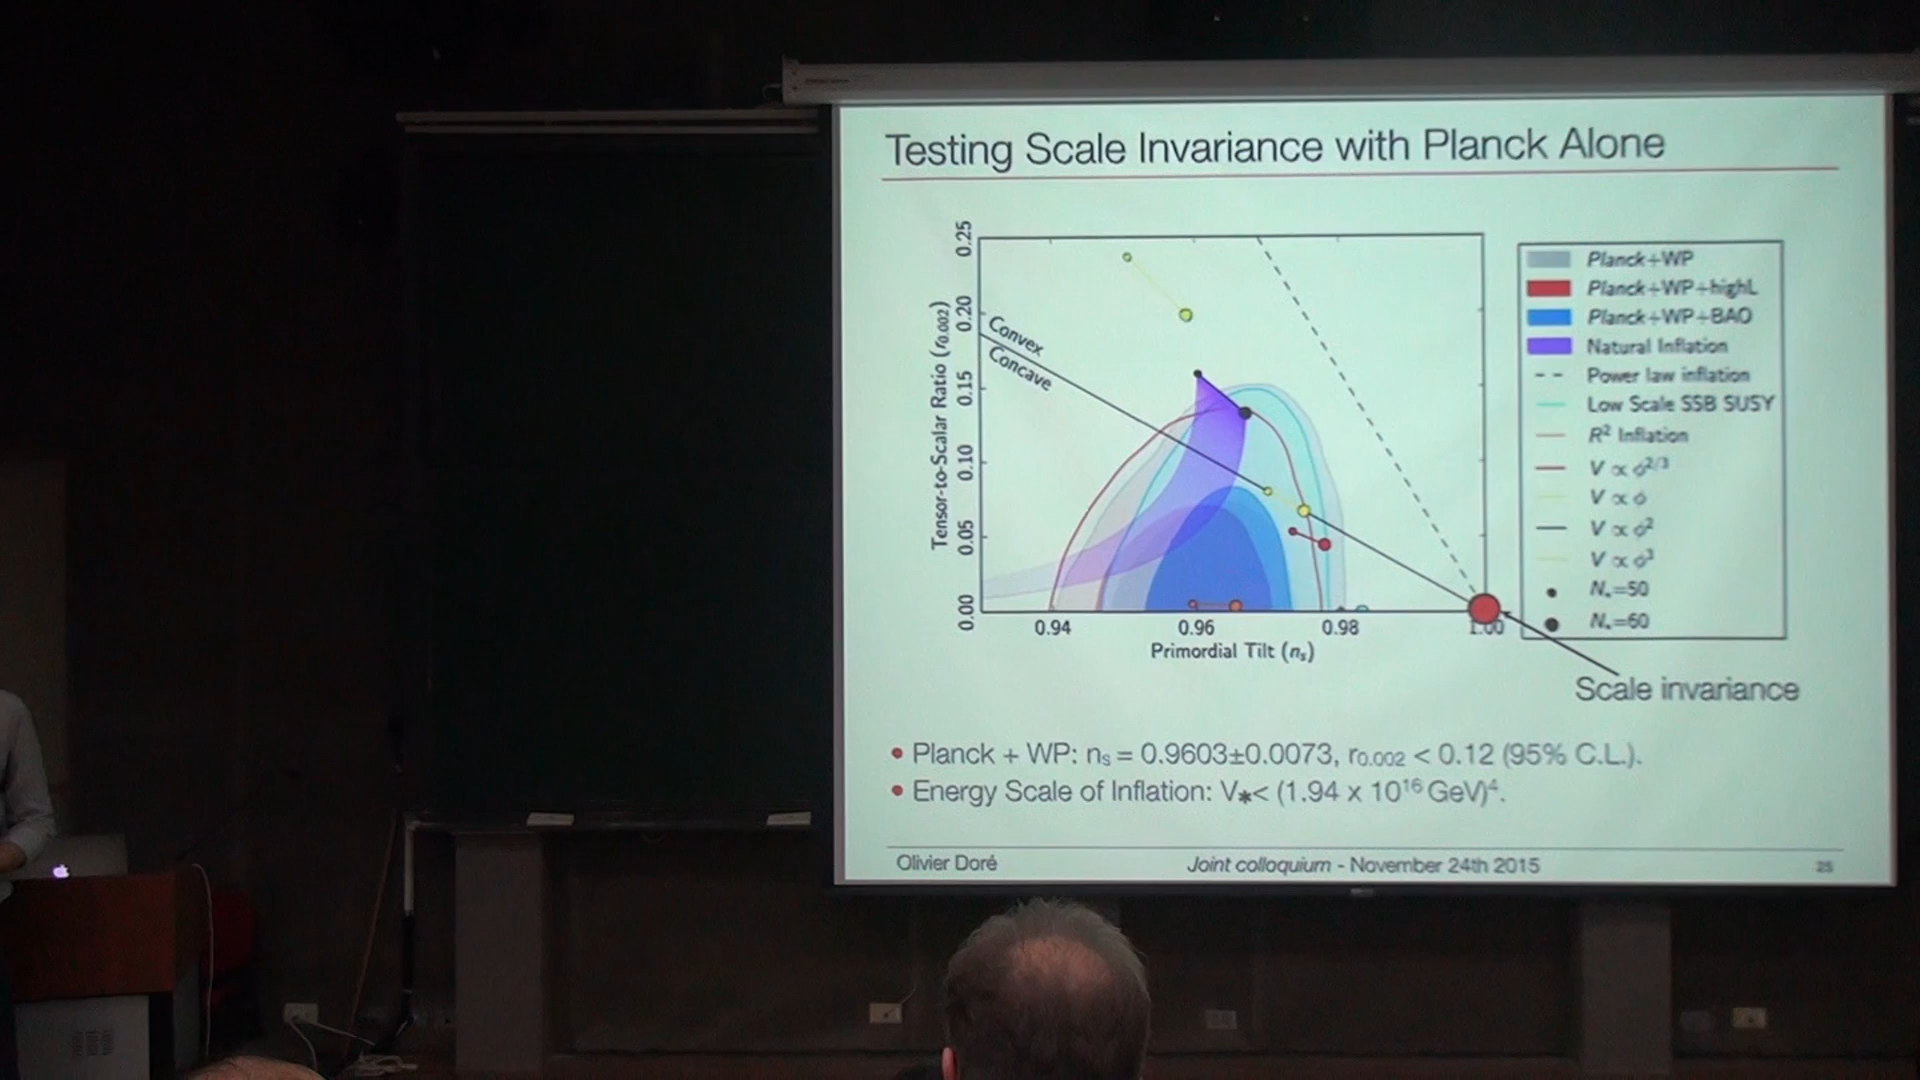 Testing Scale Invariance with Planck Alone
Tensor-to-Scalar Ratio (r0.002)
0.25
0.20
0.15
0.10
0.05
0.00
Convex
Concave
0.94
0.96
0.98
1.00
Primordial Tilt (ns)
Planck+WP
Planck+WP+highL
Planck+WP+BAO
Natural Inflation
Power law inflation
Low Scale SSB SUSY
R² Inflation
V ∝ ϕ^2/3
V ∝ ϕ
V ∝ ϕ²
V ∝ ϕ³
N*=50
N*=60
Scale invariance
• Planck + WP: ns = 0.9603±0.0073, r0.002 < 0.12 (95% C.L.).
• Energy Scale of Inflation: V*< (1.94 x 10¹⁶ GeV)⁴.
Olivier Doré
Joint colloquium - November 24th 2015
25